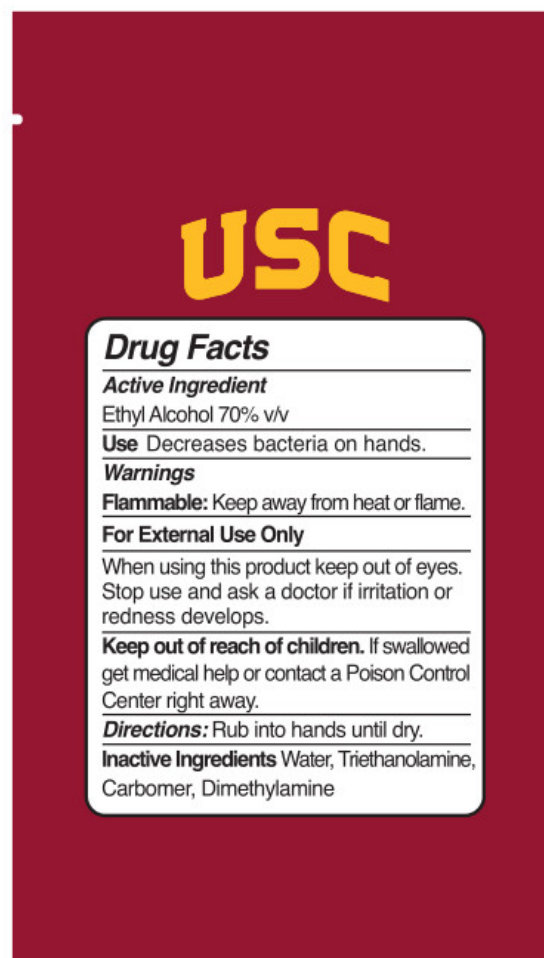 USC
Drug Facts
Active Ingredient
Ethyl Alcohol 70% v/v
Use Decreases bacteria on hands.
Warnings
Flammable: Keep away from heat or flame.
For External Use Only
When using this product keep out of eyes.
Stop use and ask a doctor if irritation or
redness develops.
Keep out of reach of children. If swallowed
get medical help or contact a Poison Control
Center right away.
Directions: Rub into hands until dry.
Inactive Ingredients Water, Triethanolamine,
Carbomer, Dimethylamine